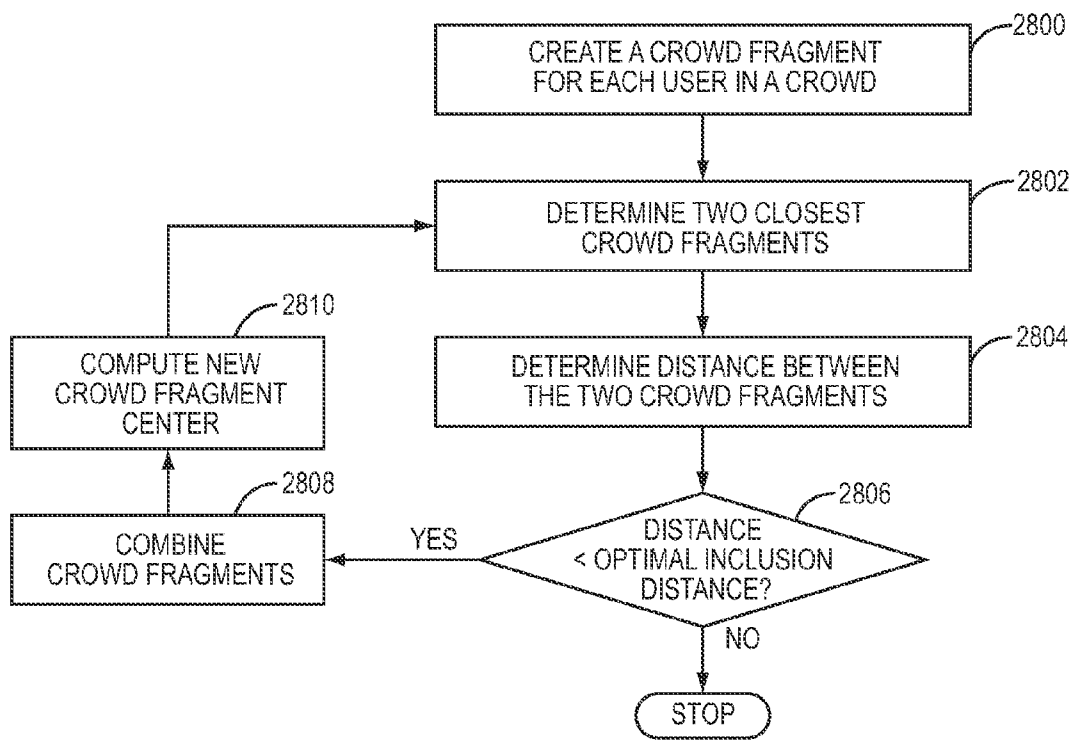 2800
CREATE A CROWD FRAGMENT
FOR EACH USER IN A CROWD
2802
DETERMINE TWO CLOSEST
CROWD FRAGMENTS
2804
DETERMINE DISTANCE BETWEEN
THE TWO CROWD FRAGMENTS
2806
DISTANCE
< OPTIMAL INCLUSION
DISTANCE?
YES
2808
COMBINE
CROWD FRAGMENTS
2810
COMPUTE NEW
CROWD FRAGMENT
CENTER
NO
STOP